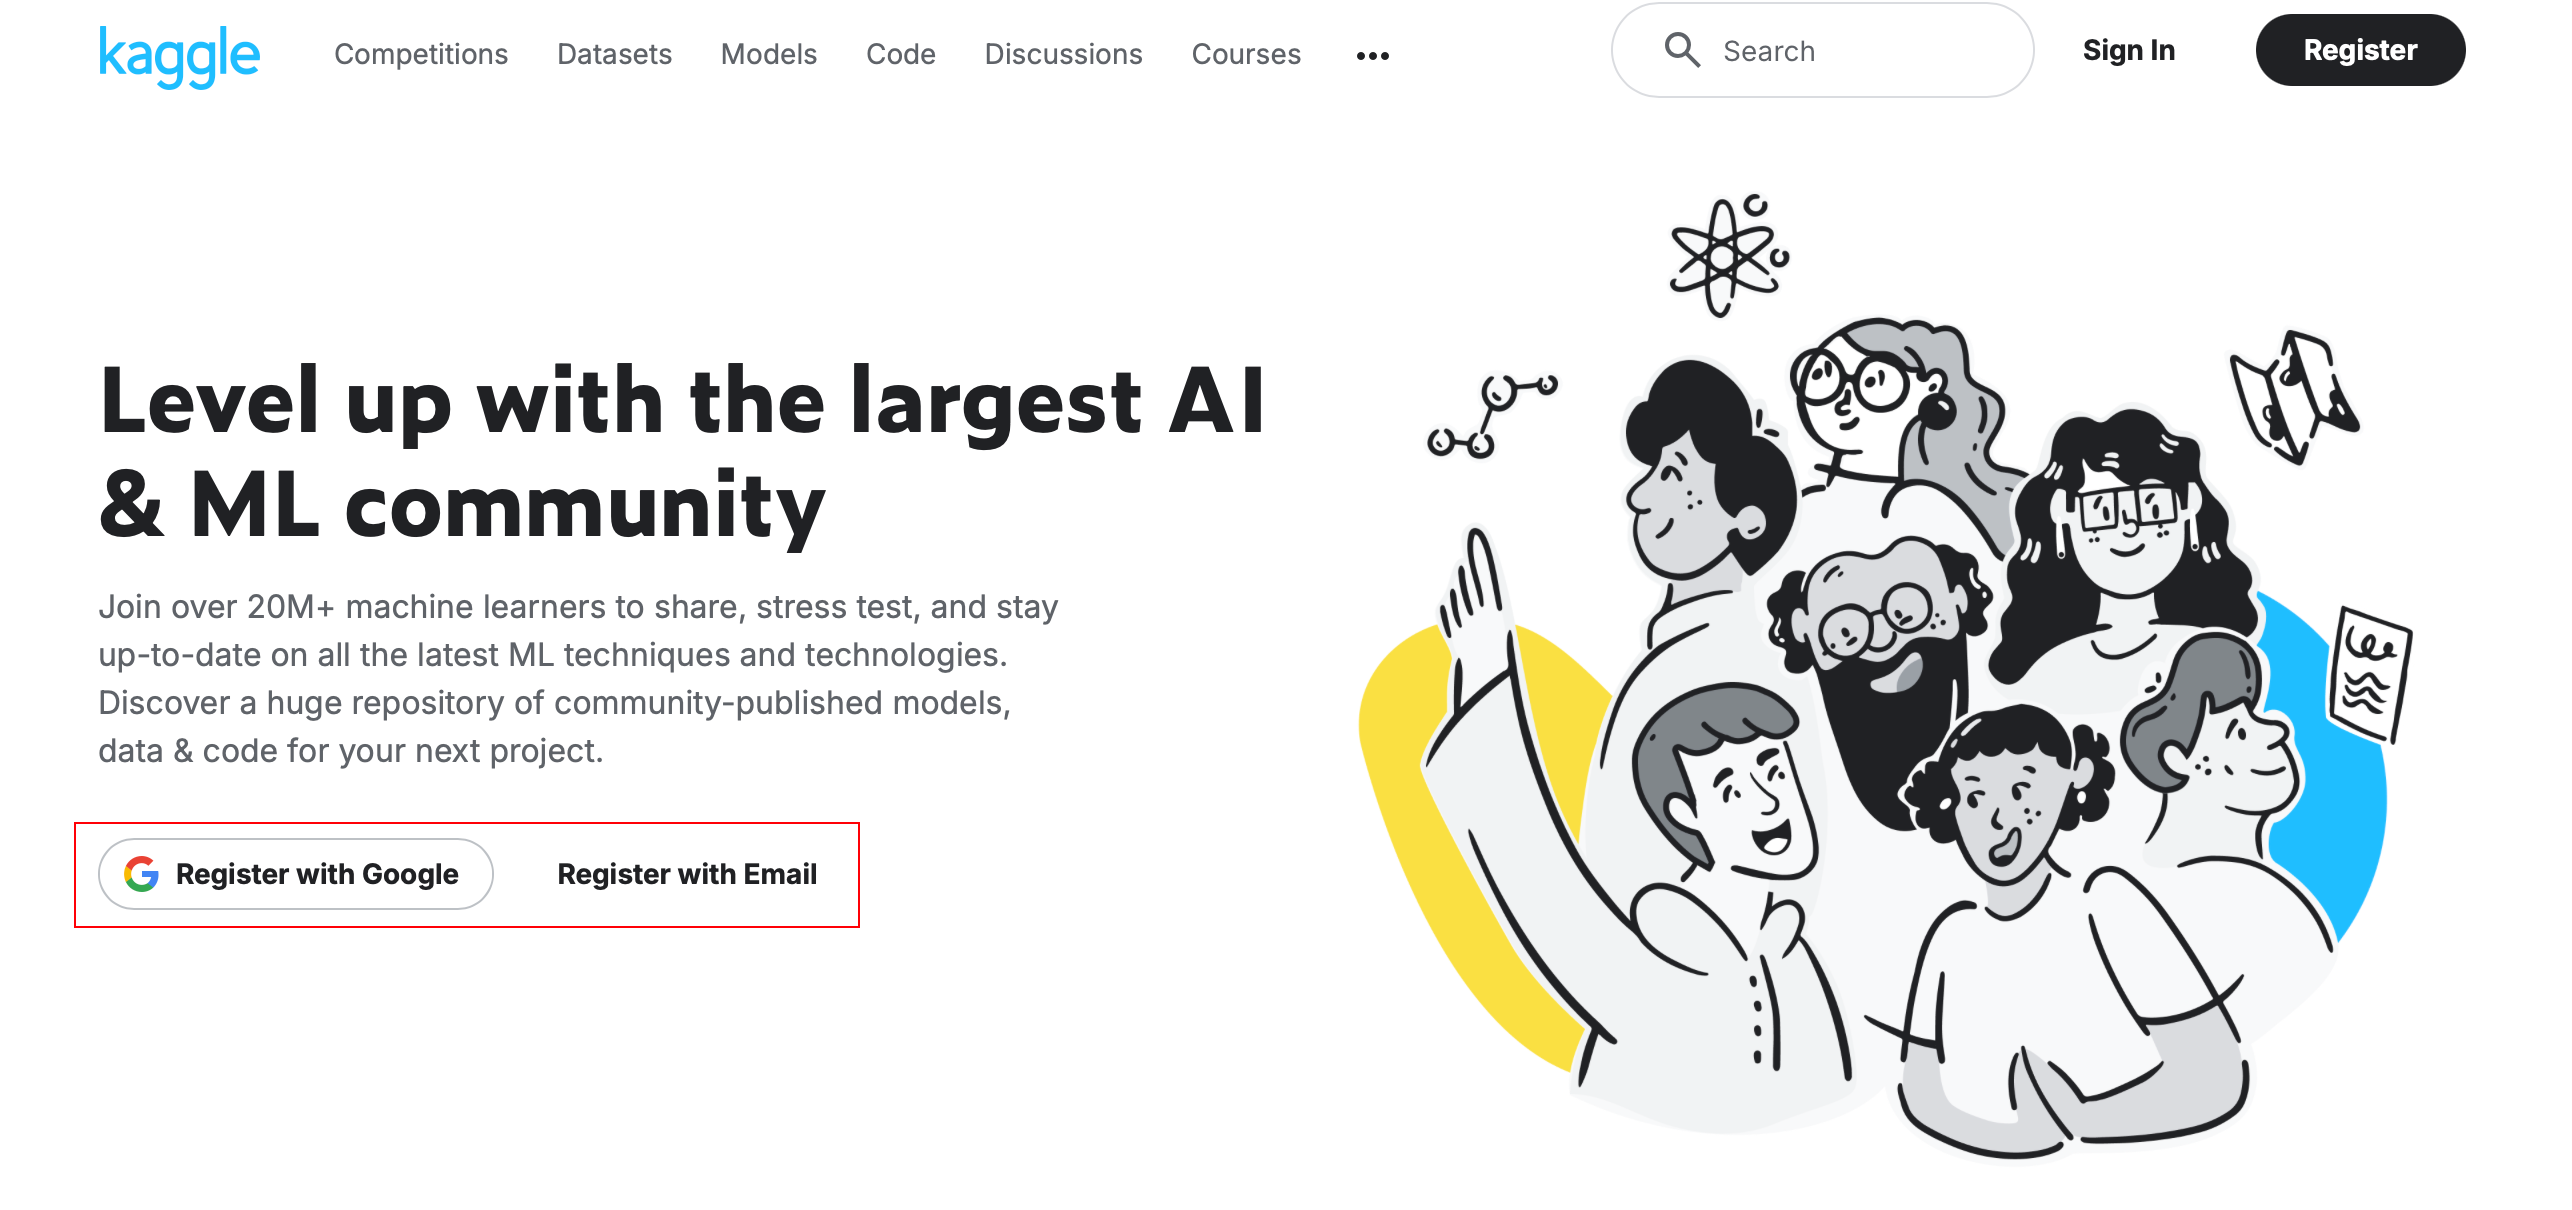 kaggle
Competitions Datasets Models Code Discussions Courses •••
Search
Sign In
Register
Level up with the largest AI
& ML community
Join over 20M+ machine learners to share, stress test, and stay
up-to-date on all the latest ML techniques and technologies.
Discover a huge repository of community-published models,
data & code for your next project.
Register with Google
Register with Email